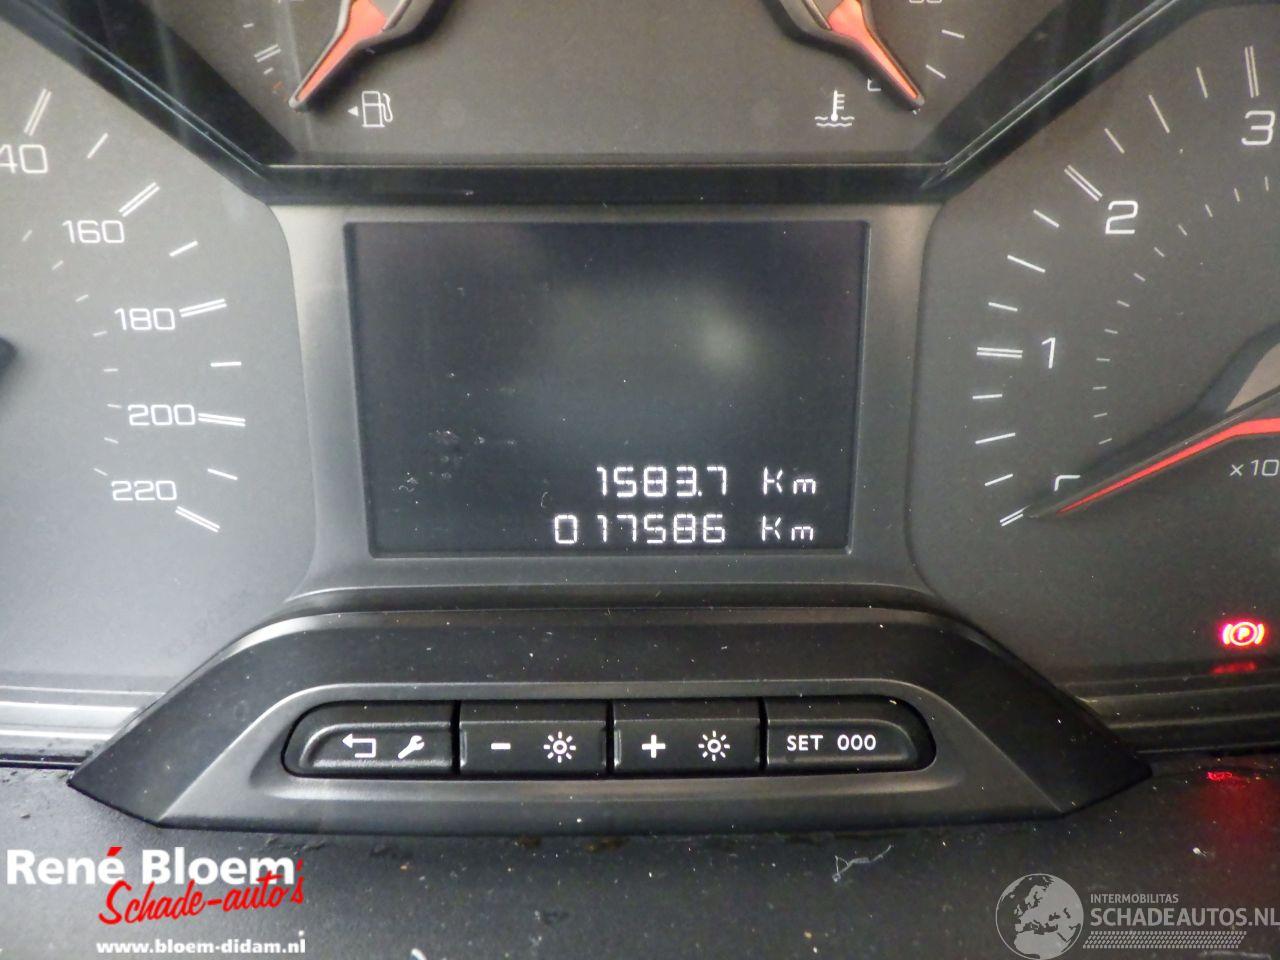 40
160
180
200
220
3
2
1
x10
1583.7 Km
017586 Km
P
- +
SET 000
René Bloem
Schade-auto's
www.bloem-didam.nl
INTERMOBILITAS
SCHADEAUTOS.NL